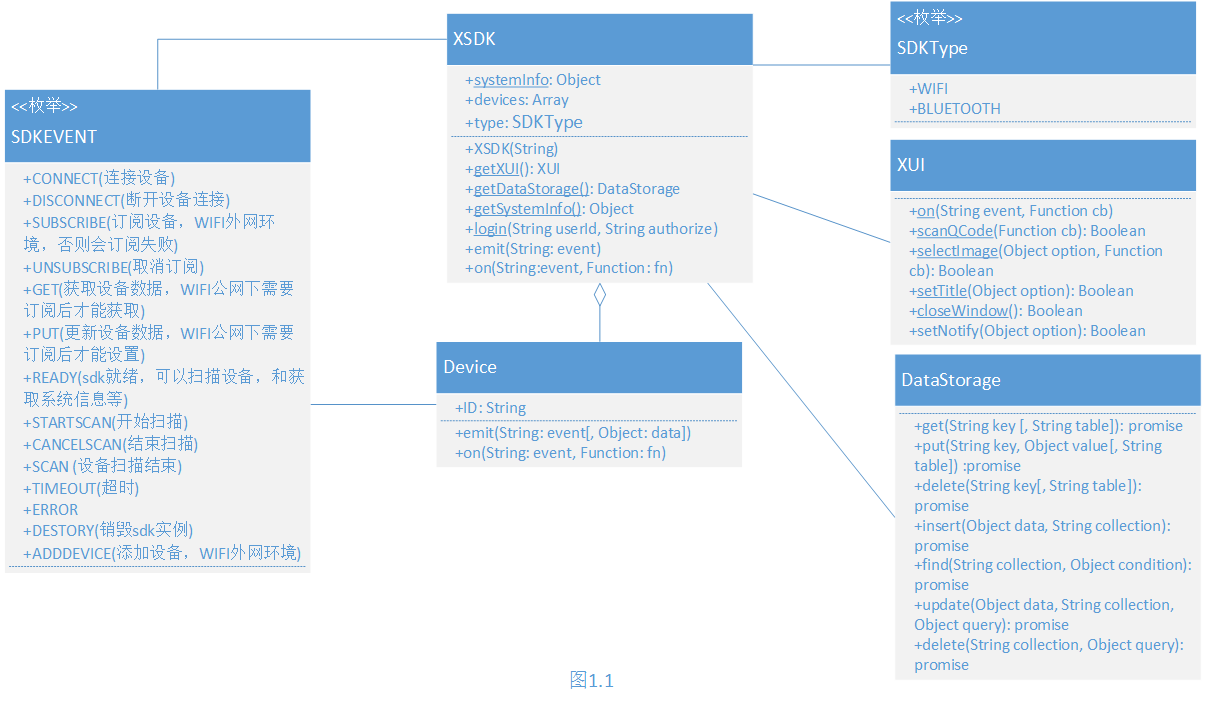 XSDK
+systemInfo: Object
+devices: Array
+type: SDKType
+XSDK(String)
+getXUI(): XUI
+getDataStorage(): DataStorage
+getSystemInfo(): Object
+login(String userId, String authorize)
+emit(String: event)
+on(String:event, Function: fn)
<<枚举>>
SDKType
+WIFI
+BLUETOOTH
<<枚举>>
SDKEVENT
+CONNECT(连接设备)
+DISCONNECT(断开设备连接)
+SUBSCRIBE(订阅设备，WIFI外网环
境，否则会订阅失败)
+UNSUBSCRIBE(取消订阅)
+GET(获取设备数据，WIFI公网下需要
订阅后才能获取)
+PUT(更新设备数据，WIFI公网下需要
订阅后才能设置)
+READY(sdk就绪，可以扫描设备，和获
取系统信息等)
+STARTSCAN(开始扫描)
+CANCELSCAN(结束扫描)
+SCAN (设备扫描结束)
+TIMEOUT(超时)
+ERROR
+DESTORY(销毁sdk实例)
+ADDDEVICE(添加设备，WIFI外网环境)
XUI
+on(String event, Function cb)
+scanQCode(Function cb): Boolean
+selectImage(Object option, Function
cb): Boolean
+setTitle(Object option): Boolean
+closeWindow(): Boolean
+setNotify(Object option): Boolean
Device
+ID: String
+emit(String: event[, Object: data])
+on(String: event, Function: fn)
DataStorage
+get(String key [, String table]): promise
+put(String key, Object value[, String
table]) :promise
+delete(String key[, String table]):
promise
+insert(Object data, String collection):
promise
+find(String collection, Object condition):
promise
+update(Object data, String collection,
Object query): promise
+delete(String collection, Object query):
promise
图1.1